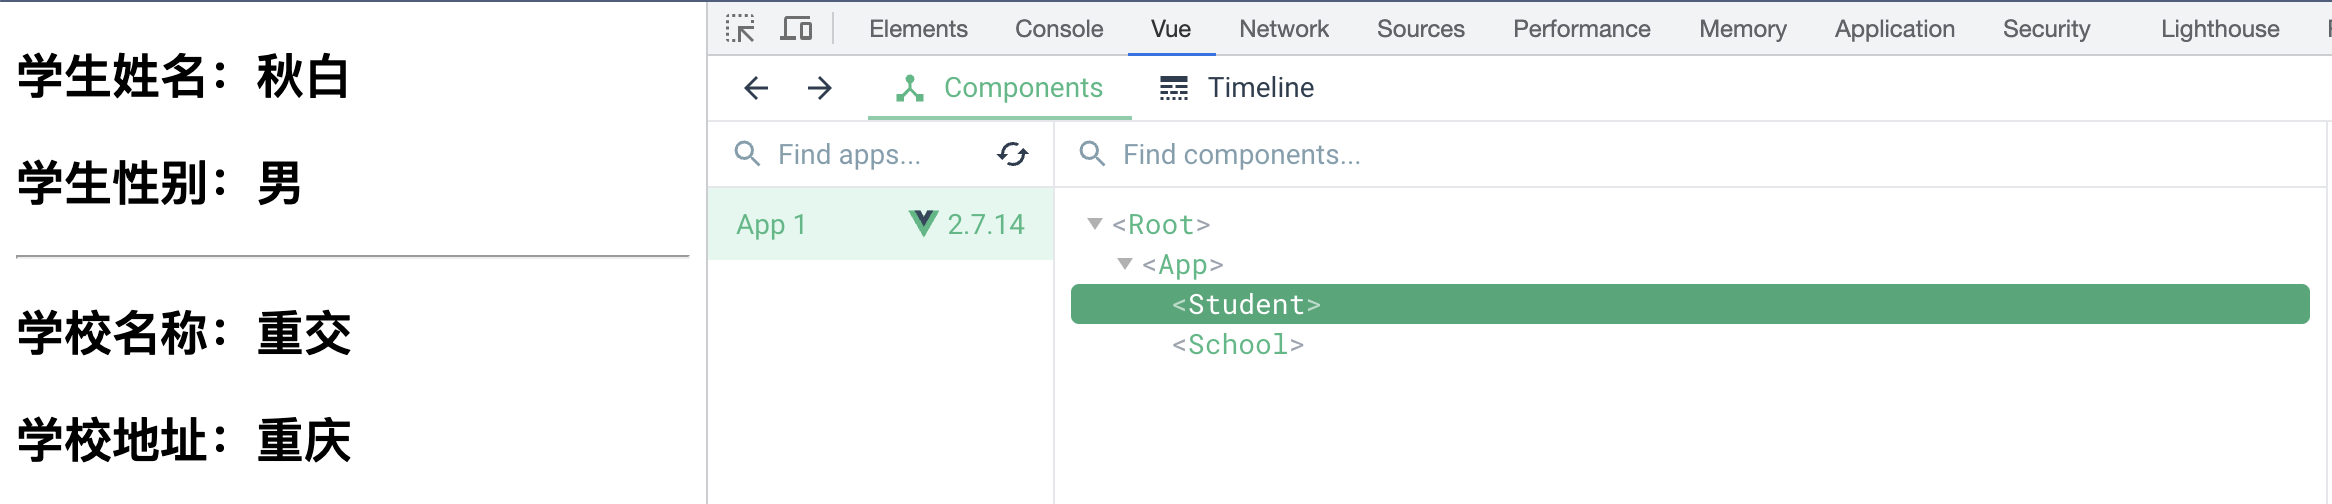 学生姓名：秋白
学生性别：男
学校名称：重交
学校地址：重庆
Elements Console Vue Network Sources Performance Memory Application Security Lighthouse
Components Timeline
Find apps... Find components...
App 1 2.7.14
<Root>
<App>
<Student>
<School>